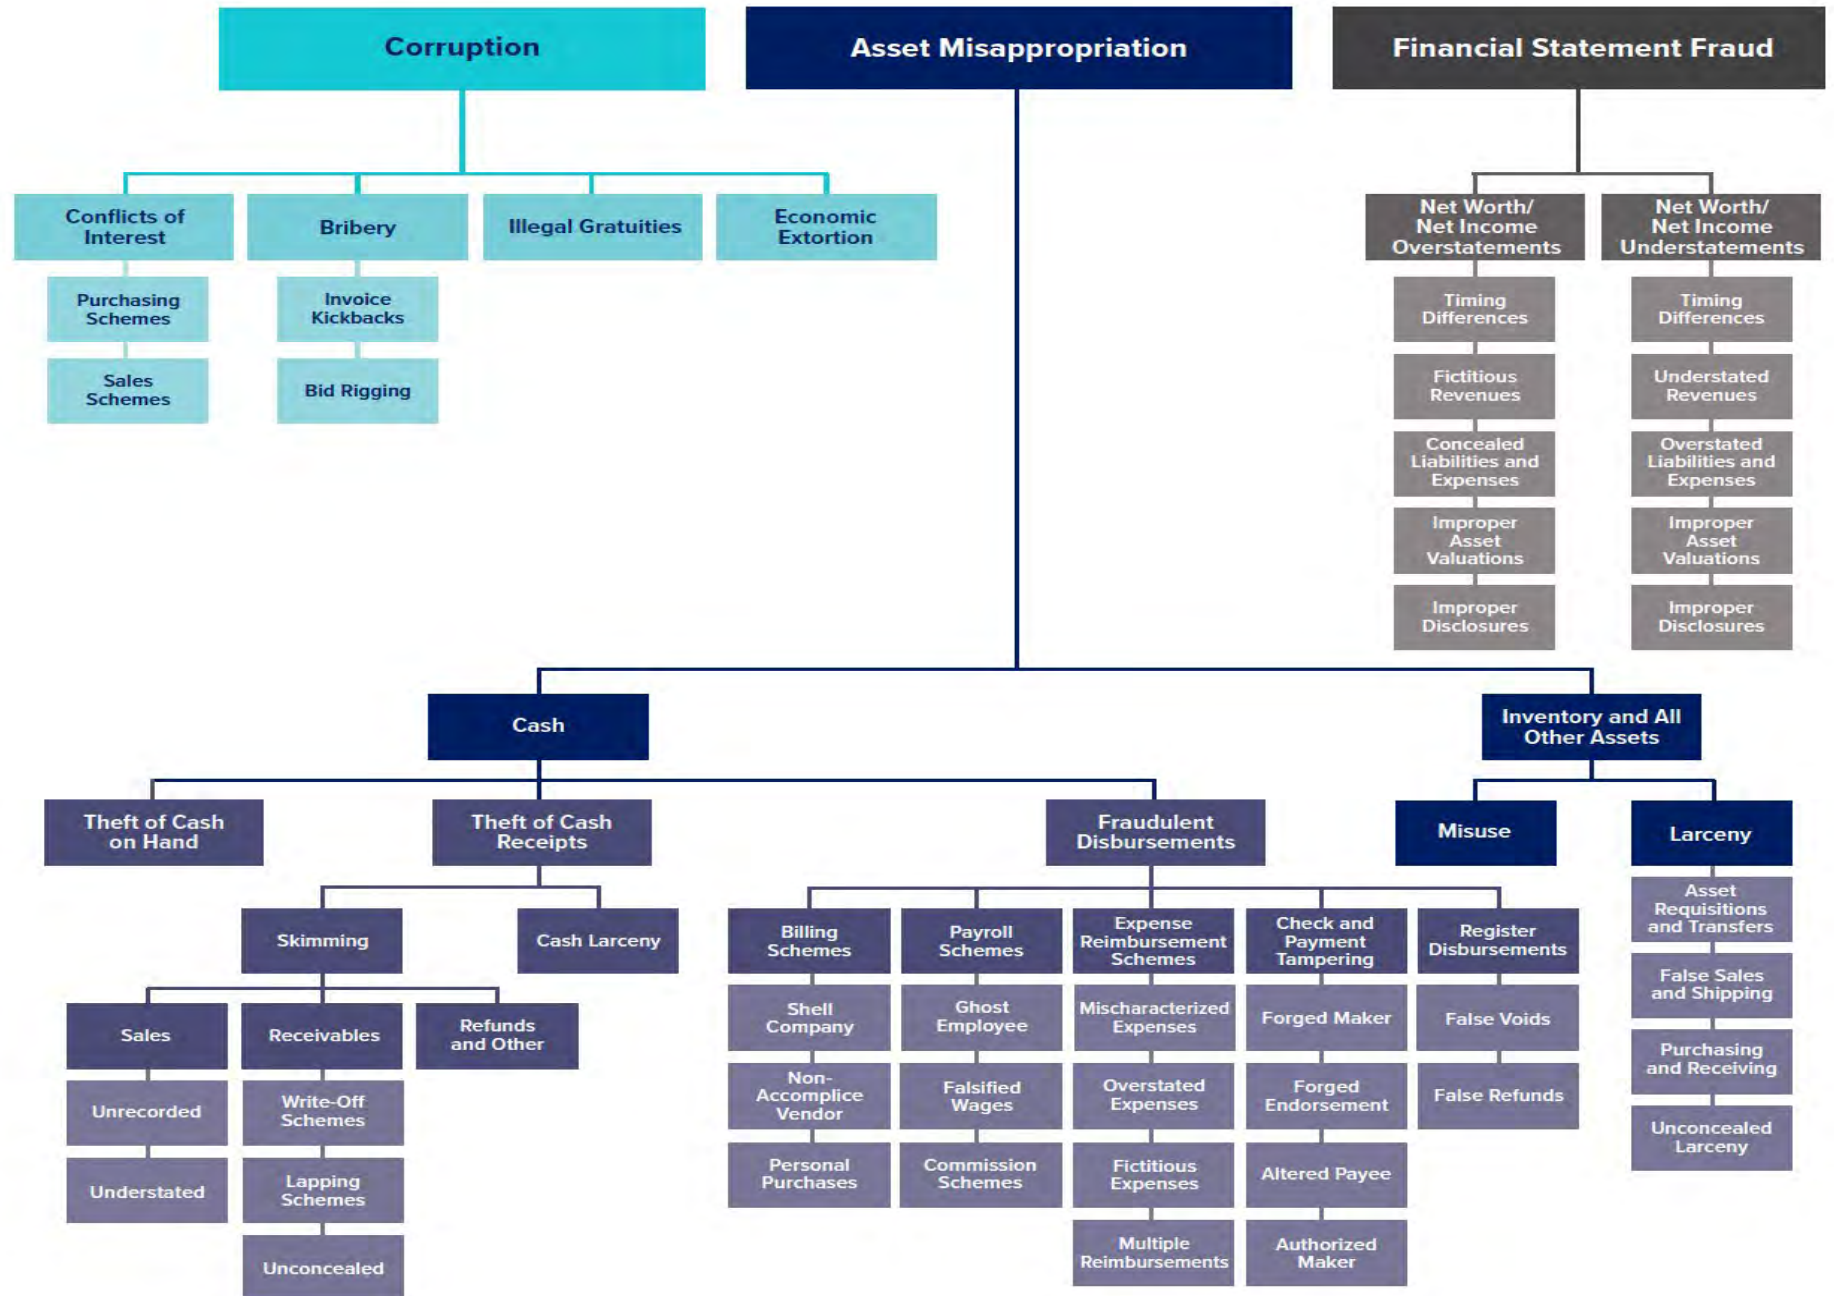 Corruption
Asset Misappropriation
Financial Statement Fraud
Conflicts of
Interest
Bribery
Illegal Gratuities
Economic
Extortion
Net Worth/
Net Income
Overstatements
Net Worth/
Net Income
Understatements
Purchasing
Schemes
Sales
Schemes
Invoice
Kickbacks
Bid Rigging
Timing
Differences
Fictitious
Revenues
Concealed
Liabilities and
Expenses
Improper
Asset
Valuations
Improper
Disclosures
Timing
Differences
Understated
Revenues
Overstated
Liabilities and
Expenses
Improper
Asset
Valuations
Improper
Disclosures
Cash
Inventory and All
Other Assets
Theft of Cash
on Hand
Theft of Cash
Receipts
Fraudulent
Disbursements
Misuse
Larceny
Skimming
Cash Larceny
Sales
Receivables
Refunds
and Other
Unrecorded
Understated
Write-Off
Schemes
Lapping
Schemes
Unconcealed
Billing
Schemes
Shell
Company
Non-
Accomplice
Vendor
Personal
Purchases
Payroll
Schemes
Ghost
Employee
Falsified
Wages
Commission
Schemes
Expense
Reimbursement
Schemes
Mischaracterized
Expenses
Overstated
Expenses
Fictitious
Expenses
Multiple
Reimbursements
Check and
Payment
Tampering
Forged Maker
Forged
Endorsement
Altered Payee
Authorized
Maker
Register
Disbursements
False Voids
False Refunds
Asset
Requisitions
and Transfers
False Sales
and Shipping
Purchasing
and Receiving
Unconcealed
Larceny